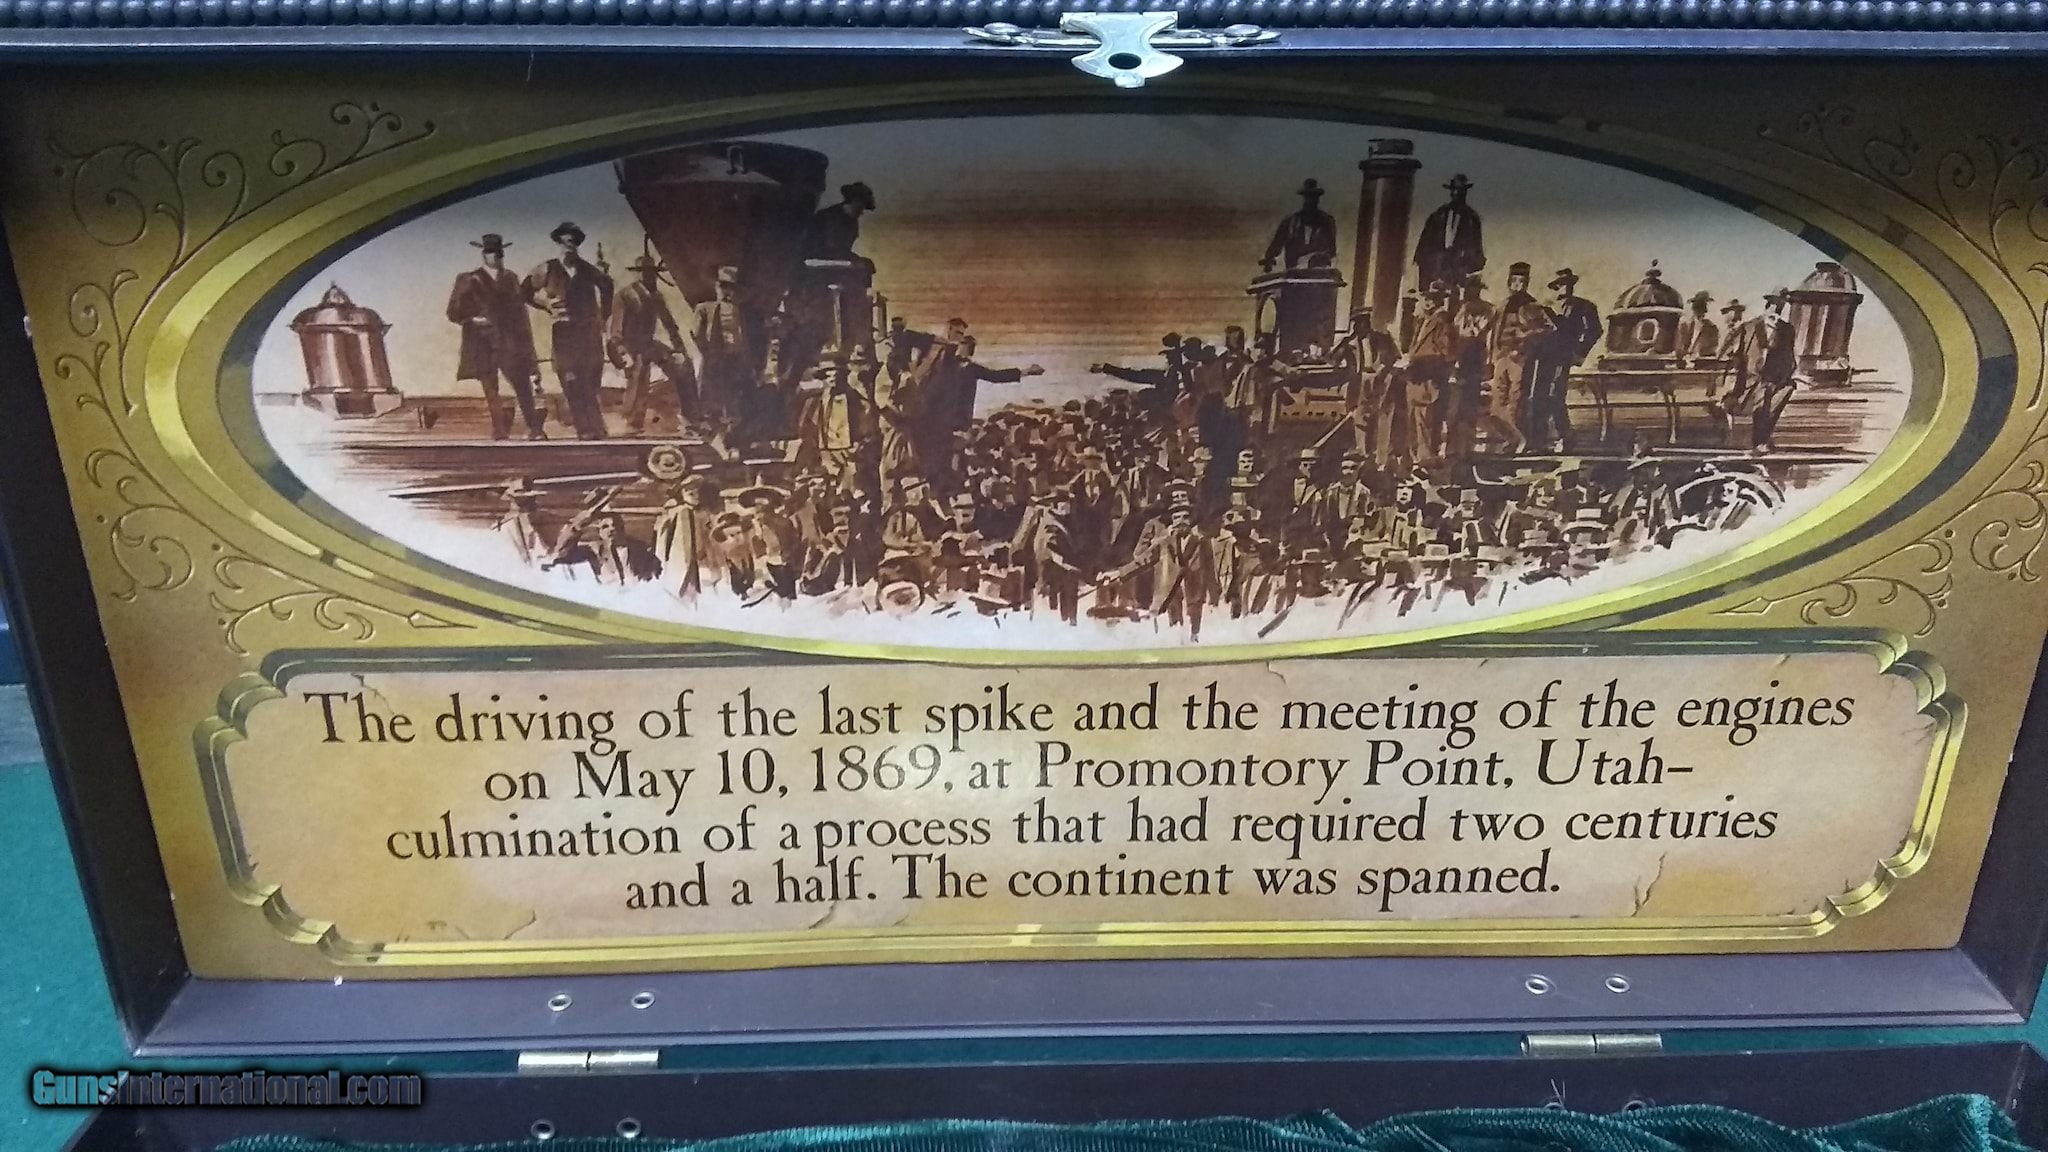 The driving of the last spike and the meeting of the engines
on May 10, 1869, at Promontory Point, Utah–
culmination of a process that had required two centuries
and a half. The continent was spanned.
GunsInternational.com